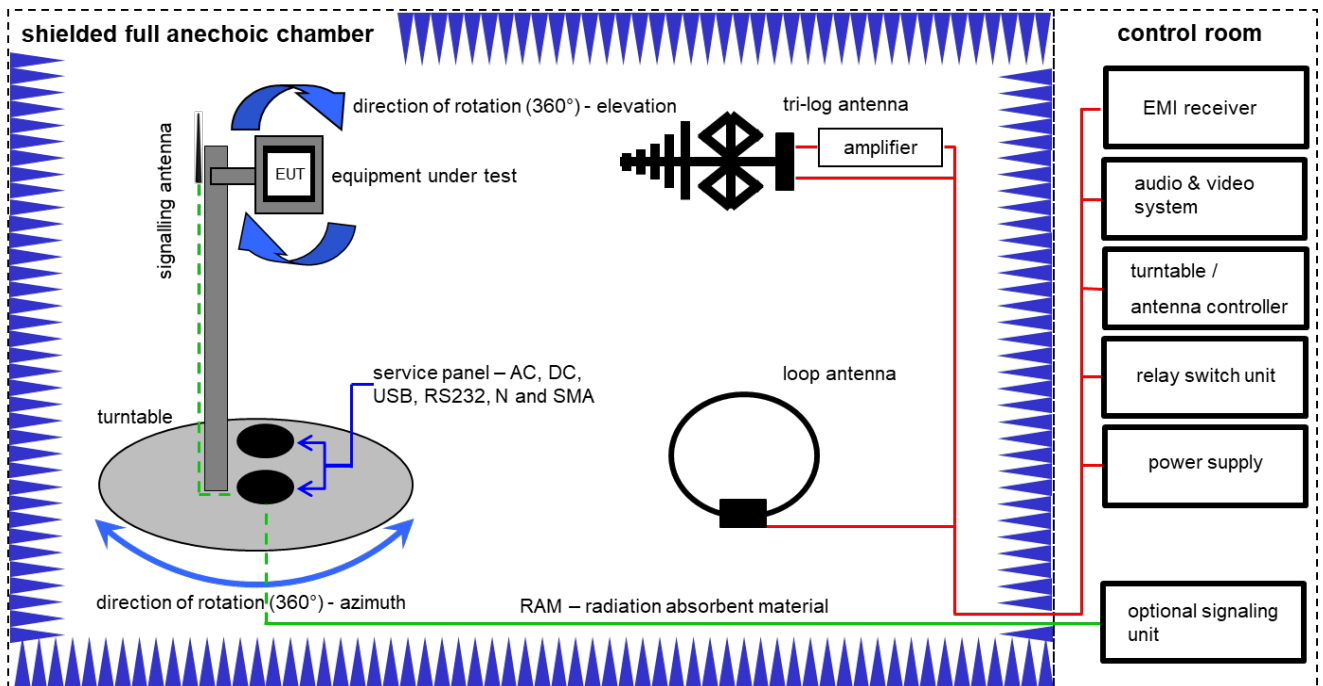 shielded full anechoic chamber
control room
direction of rotation (360°) - elevation
tri-log antenna
EMI receiver
amplifier
signalling antenna
EUT
equipment under test
audio & video
system
turntable /
antenna controller
service panel – AC, DC,
USB, RS232, N and SMA
loop antenna
relay switch unit
turntable
power supply
direction of rotation (360°) - azimuth
RAM – radiation absorbent material
optional signaling
unit